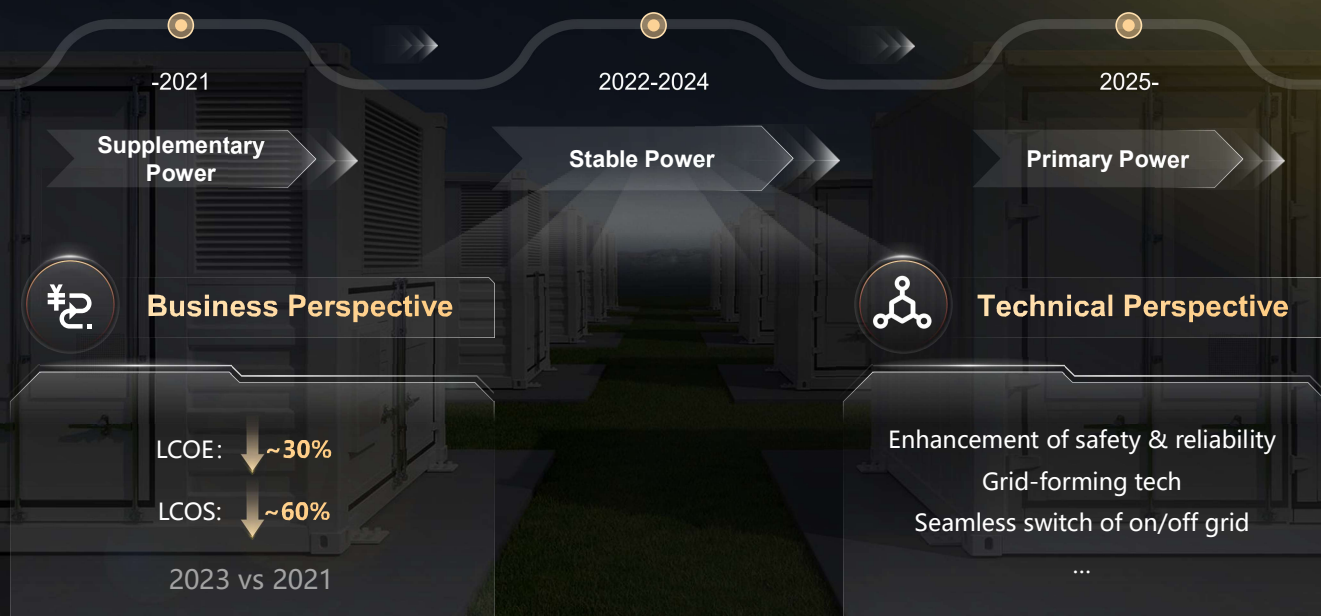 -2021
2022-2024
2025-
Supplementary
Power
Stable Power
Primary Power
Business Perspective
Technical Perspective
LCOE: ~30%
LCOS: ~60%
2023 vs 2021
Enhancement of safety & reliability
Grid-forming tech
Seamless switch of on/off grid
...